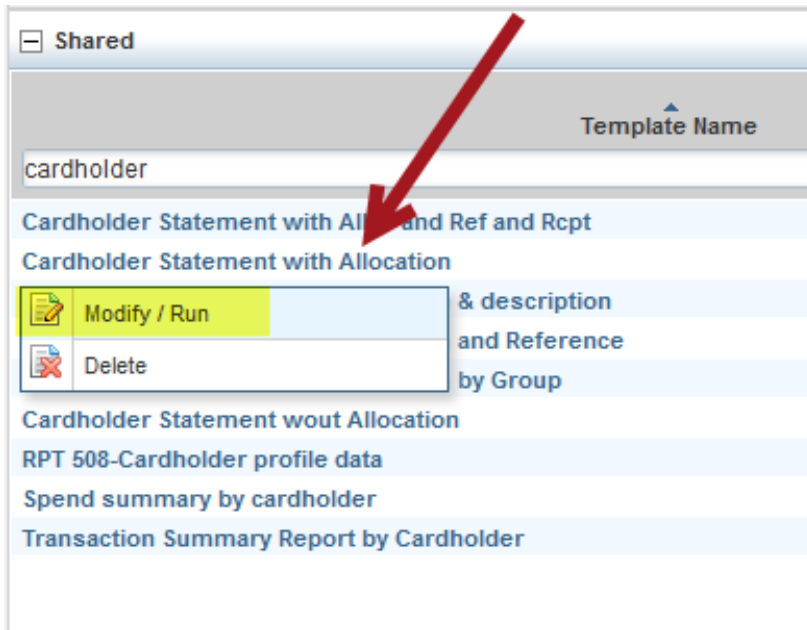 Shared
Template Name
cardholder
Cardholder Statement with and Ref and Rcpt
Cardholder Statement with Allocation
& description
Modify / Run
and Reference
Delete
by Group
Cardholder Statement wout Allocation
RPT 508-Cardholder profile data
Spend summary by cardholder
Transaction Summary Report by Cardholder